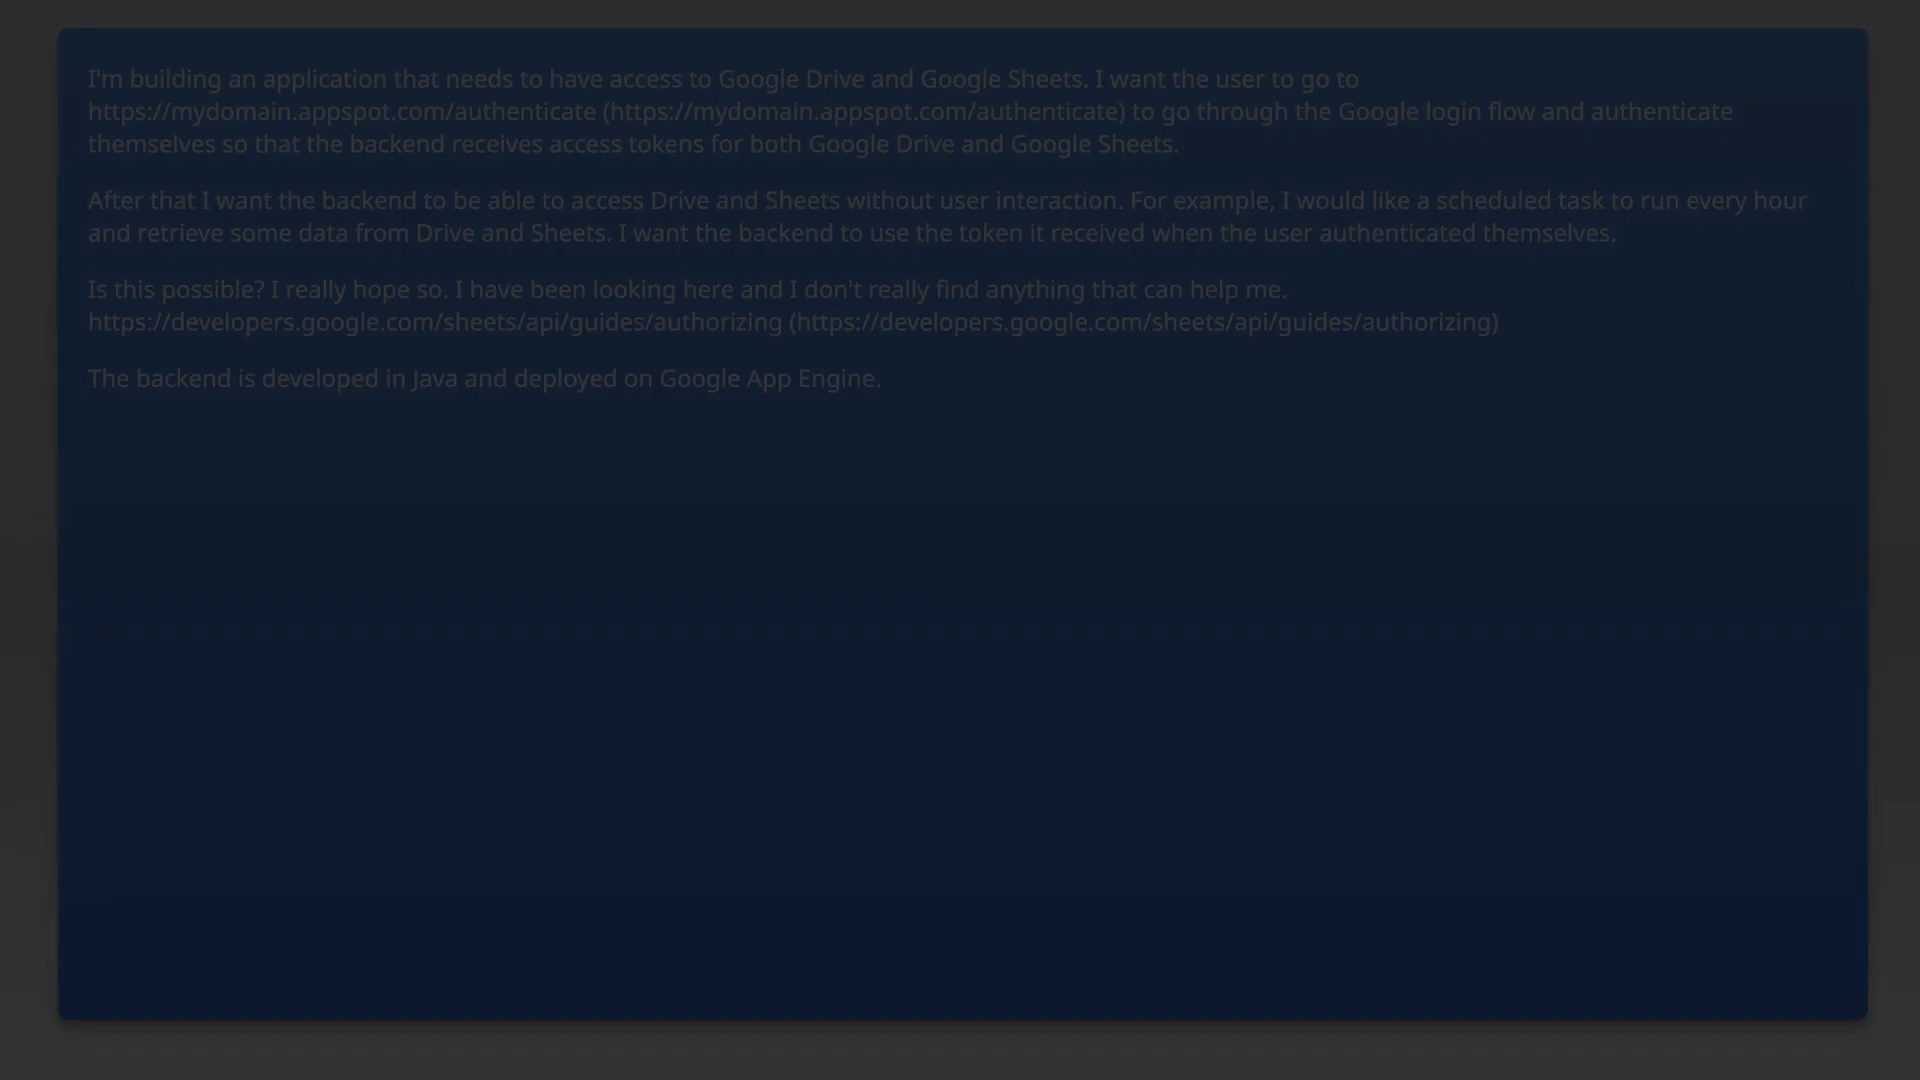 I'm building an application that needs to have access to Google Drive and Google Sheets. I want the user to go to
https://mydomain.appspot.com/authenticate (https://mydomain.appspot.com/authenticate) to go through the Google login flow and authenticate
themselves so that the backend receives access tokens for both Google Drive and Google Sheets.
After that I want the backend to be able to access Drive and Sheets without user interaction. For example, I would like a scheduled task to run every hour
and retrieve some data from Drive and Sheets. I want the backend to use the token it received when the user authenticated themselves.
Is this possible? I really hope so. I have been looking here and I don't really find anything that can help me.
https://developers.google.com/sheets/api/guides/authorizing (https://developers.google.com/sheets/api/guides/authorizing)
The backend is developed in Java and deployed on Google App Engine.